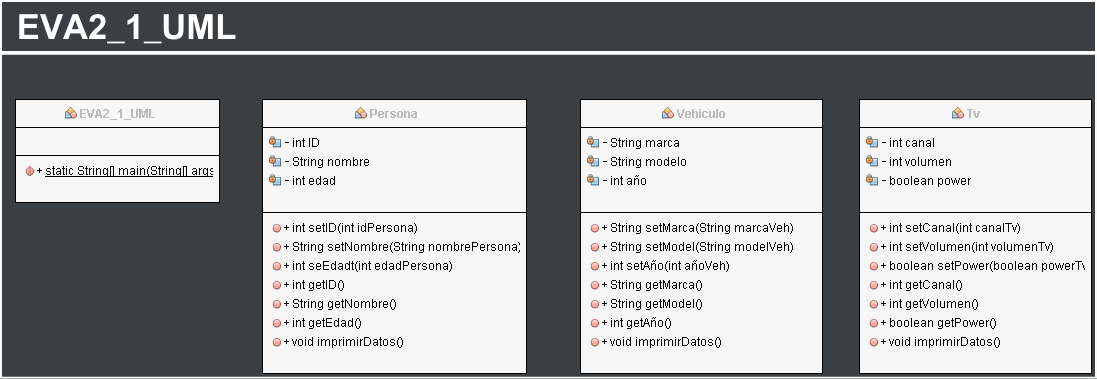 EVA2_1_UML
EVA2_1_UML
+ static String[] main(String[] args
Persona
- int ID
- String nombre
- int edad
+ int setID(int idPersona)
+ String setNombre(String nombrePersona)
+ int seEdadt(int edadPersona)
+ int getID()
+ String getNombre()
+ int getEdad()
+ void imprimirDatos()
Vehiculo
- String marca
- String modelo
- int año
+ String setMarca(String marcaVeh)
+ String setModel(String modelVeh)
+ int setAño(int añoVeh)
+ String getMarca()
+ String getModel()
+ int getAño()
+ void imprimirDatos()
Tv
- int canal
- int volumen
- boolean power
+ int setCanal(int canalTv)
+ int setVolumen(int volumenTv)
+ boolean setPower(boolean powerTv
+ int getCanal()
+ int getVolumen()
+ boolean getPower()
+ void imprimirDatos()